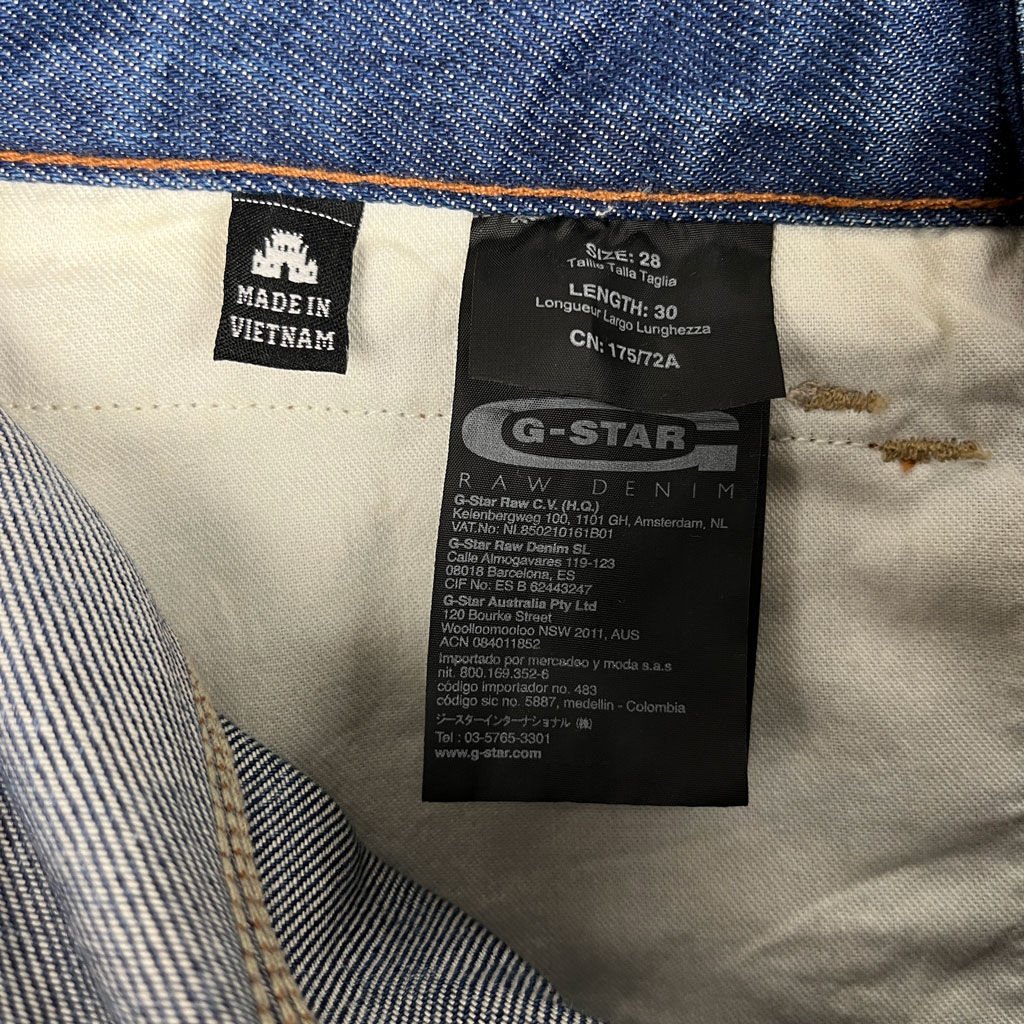 MADE IN
VIETNAM
SIZE: 28
Taille Talla Taglia
LENGTH: 30
Longueur Largo Lunghezza
CN: 175/72A
G-STAR
RAW DENIM
G-Star Raw C.V. (H.Q.)
Keienbergweg 100, 1101 GH, Amsterdam, NL
VAT.No: NL850210161B01
G-Star Raw Denim SL
Calle Almogavares 119-123
08018 Barcelona, ES
CIF No: ES B 62443247
G-Star Australia Pty Ltd
120 Bourke Street
Woolloomooloo NSW 2011, AUS
ACN 084011852
Importado por mercadeo y moda s.a.s
nit. 800.169.352-6
código importador no. 483
código sic no. 5887, medellin - Colombia
ジースターインターナショナル ㈱
Tel : 03-5765-3301
www.g-star.com